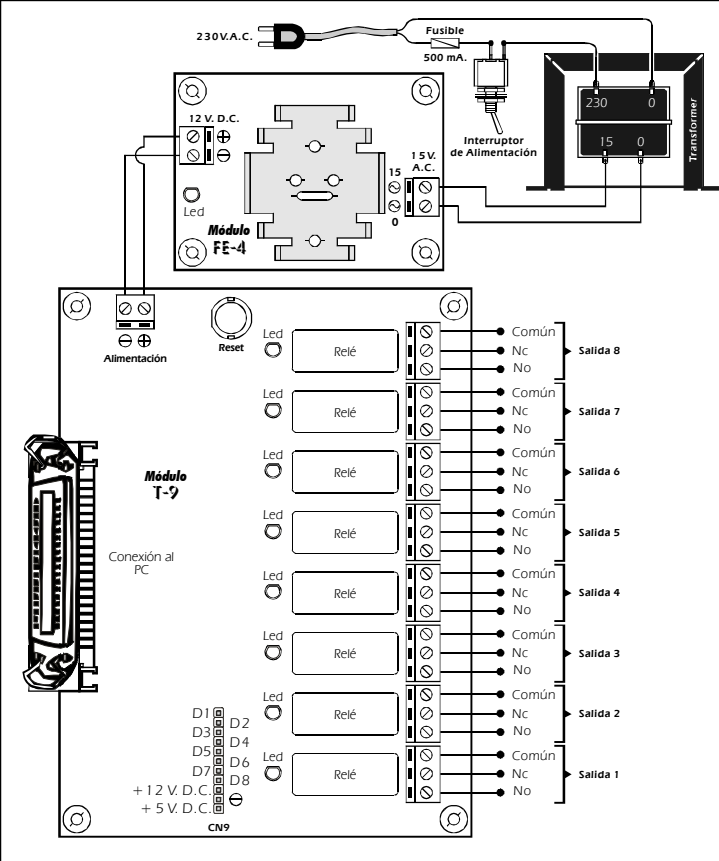 230V.A.C.
Fusible
500 mA.
Interruptor
de Alimentación
230 0
15 0
Transformer
12 V. D.C.
Led
Módulo
FE-4
15V.
A.C.
15
0
Alimentación
Reset
Módulo
T-9
Conexión al
PC
Led
Relé
Común
Nc
No
Salida 8
Led
Relé
Común
Nc
No
Salida 7
Led
Relé
Común
Nc
No
Salida 6
Led
Relé
Común
Nc
No
Salida 5
Led
Relé
Común
Nc
No
Salida 4
Led
Relé
Común
Nc
No
Salida 3
Led
Relé
Común
Nc
No
Salida 2
Led
Relé
Común
Nc
No
Salida 1
D1
D2
D3
D4
D5
D6
D7
D8
+12 V. D.C.
+ 5 V. D.C.
CN9